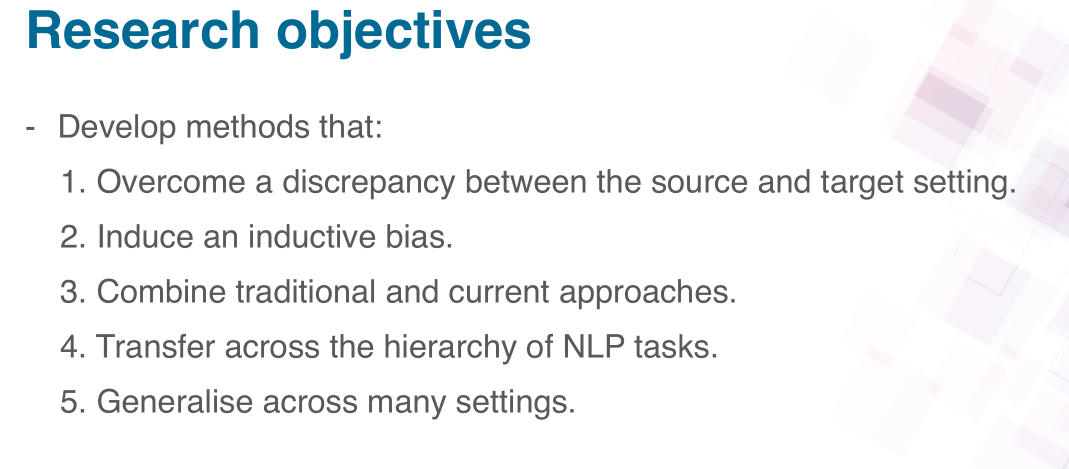 Research objectives
- Develop methods that:
1. Overcome a discrepancy between the source and target setting.
2. Induce an inductive bias.
3. Combine traditional and current approaches.
4. Transfer across the hierarchy of NLP tasks.
5. Generalise across many settings.